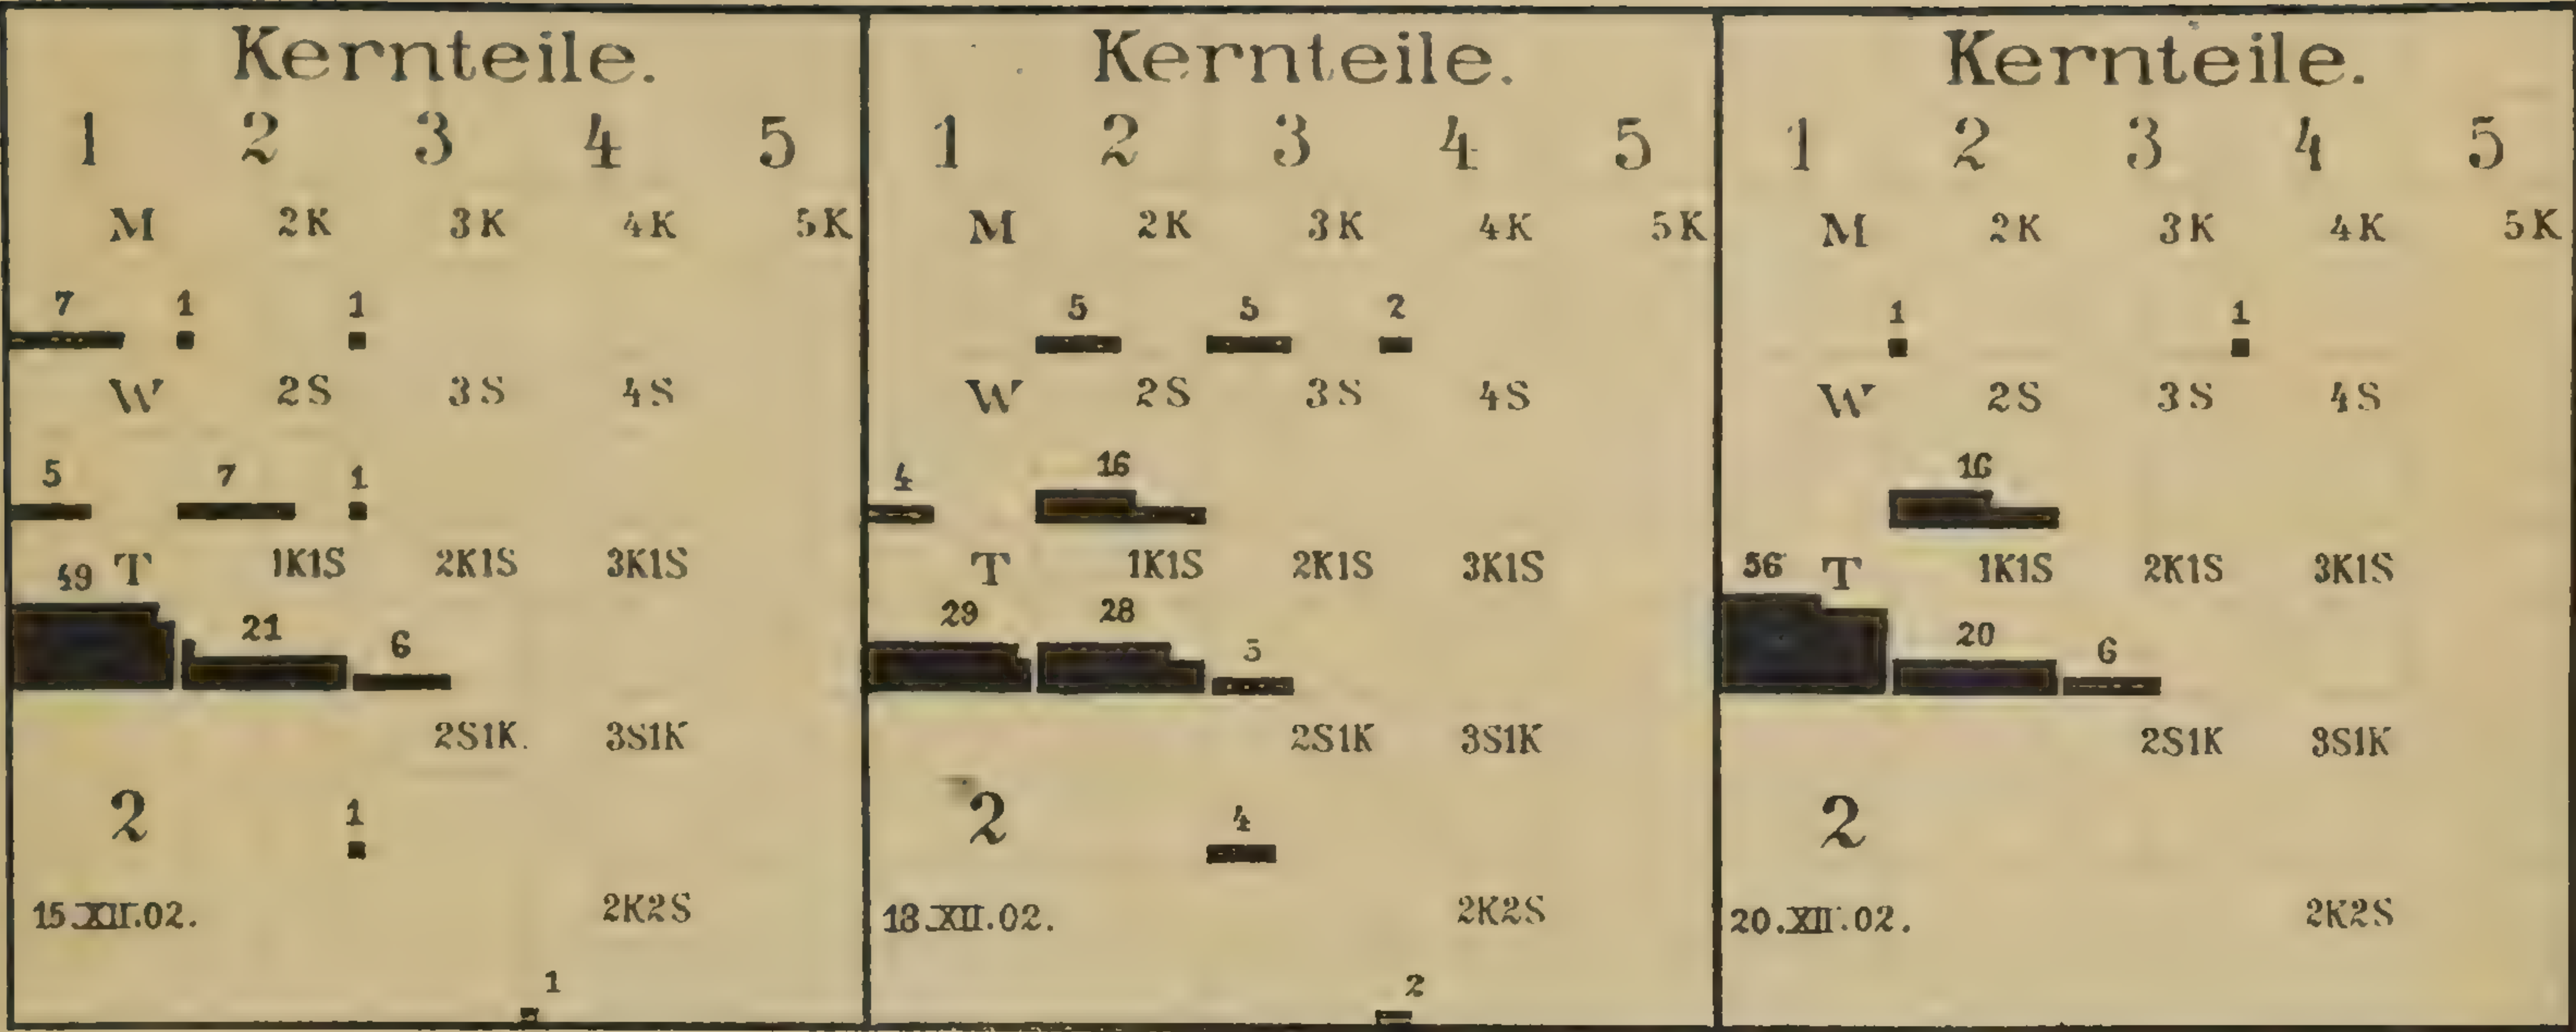 Kernteile. Kernteile. Kernteile.
1 2 3 4 5 1 2 3 4 5 1 2 3 4 5
M 2K 3K 4K 5K M 2K 3K 4K 5K M 2K 3K 4K 5K
7 1 1 5 5 2 1 1
W 2S 3S 4S W 2S 3S 4S W 2S 3S 4S
5 7 1 4 16 16
T 1K1S 2K1S 3K1S T 1K1S 2K1S 3K1S T 1K1S 2K1S 3K1S
49 21 6 29 28 5 56 20 6
2S1K. 3S1K 2S1K 3S1K 2S1K 3S1K
2 1 2 4 2
15.XII.02. 2K2S 18.XII.02. 2K2S 20.XII.02. 2K2S
1 2